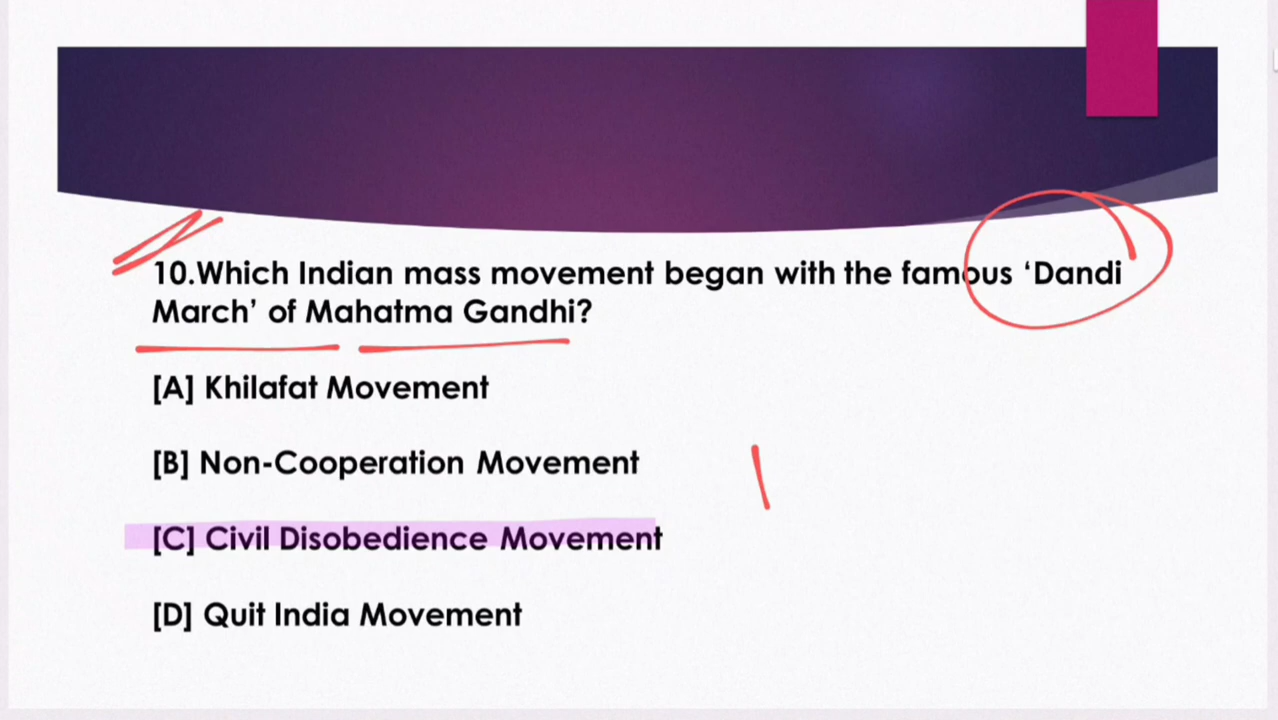 10.Which Indian mass movement began with the famous ‘Dandi
March’ of Mahatma Gandhi?
[A] Khilafat Movement
[B] Non-Cooperation Movement
[C] Civil Disobedience Movement
[D] Quit India Movement